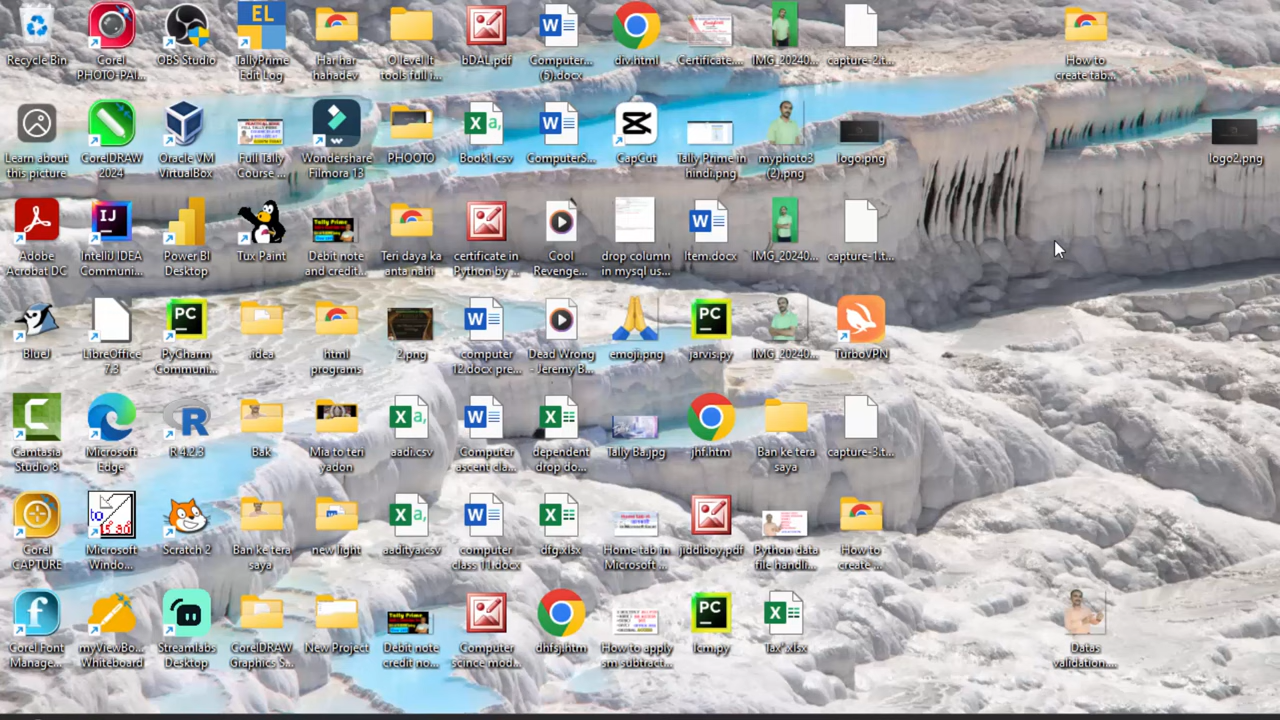 Recycle Bin
Corel
PHOTO-PAI...
OBS Studio
TallyPrime
Edit Log
Har har
hahadev
O level It
tools full i...
bDAL.pdf
Computer...
(5).docx
div.html
Certificate....
IMG_20240...
capture-2.t...
How to
create tab...
Learn about
this picture
CorelDRAW
2024
Oracle VM
VirtualBox
Full Tally
Course ...
Wondershare
Filmora 13
PHOOTO
Book1.csv
ComputerS...
CapCut
Tally Prime in
hindi.png
myphoto3
(2).png
logo.png
logo2.png
Adobe
Acrobat DC
IntelliJ IDEA
Communi...
Power BI
Desktop
Tux Paint
Debit note
and credit...
Teri daya ka
anta nahi
certificate in
Python by ...
Cool
Revenge...
drop column
in mysql us...
Item.docx
IMG_20240...
capture-1.t...
BlueJ
LibreOffice
7.3
PyCharm
Communi...
.idea
html
programs
2.png
computer
12.docx pre...
Dead Wrong
- Jeremy B...
emoji.png
jarvis.py
IMG_20240...
TurboVPN
Camtasia
Studio 8
Microsoft
Edge
R 4.2.3
Bak
Mia to teri
yadon
aadi.csv
Computer
ascent cla...
dependent
drop do...
Tally Ba.jpg
jhf.htm
Ban ke tera
saya
capture-3.t...
Corel
CAPTURE
Microsoft
Windo...
Scratch 2
Ban ke tera
saya
new light
aaditya.csv
computer
class 11.docx
dfg.xlsx
Home tab in
Microsoft ...
jiddiboy.pdf
Python data
file handli...
How to
create ...
Corel Font
Manage...
myViewBo...
Whiteboard
Streamlabs
Desktop
CorelDRAW
Graphics S...
New Project
Debit note
credit no...
Computer
scince mod...
dhfsj.htm
How to apply
sm subtract...
lcm.py
Tax'.xlsx
Datas
validation....